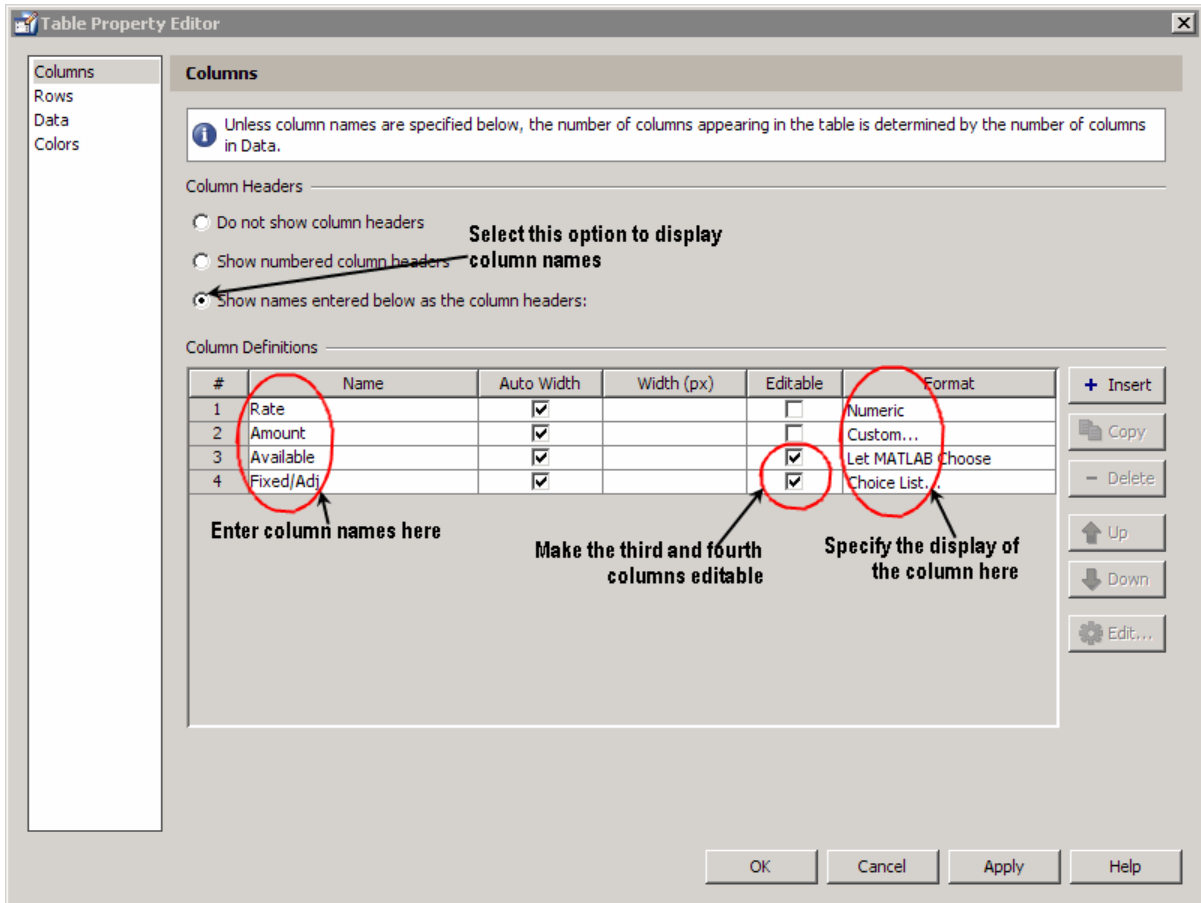 Table Property Editor
Columns
Rows
Data
Colors
Columns
Unless column names are specified below, the number of columns appearing in the table is determined by the number of columns
in Data.
Column Headers
Do not show column headers
Select this option to display
column names
Show numbered column headers
Show names entered below as the column headers:
Column Definitions
# Name Auto Width Width (px) Editable Format
1 Rate Numeric
2 Amount Custom...
3 Available Let MATLAB Choose
4 Fixed/Adj Choice List...
Enter column names here
Make the third and fourth
columns editable
Specify the display of
the column here
+ Insert
Copy
Delete
Up
Down
Edit...
OK Cancel Apply Help